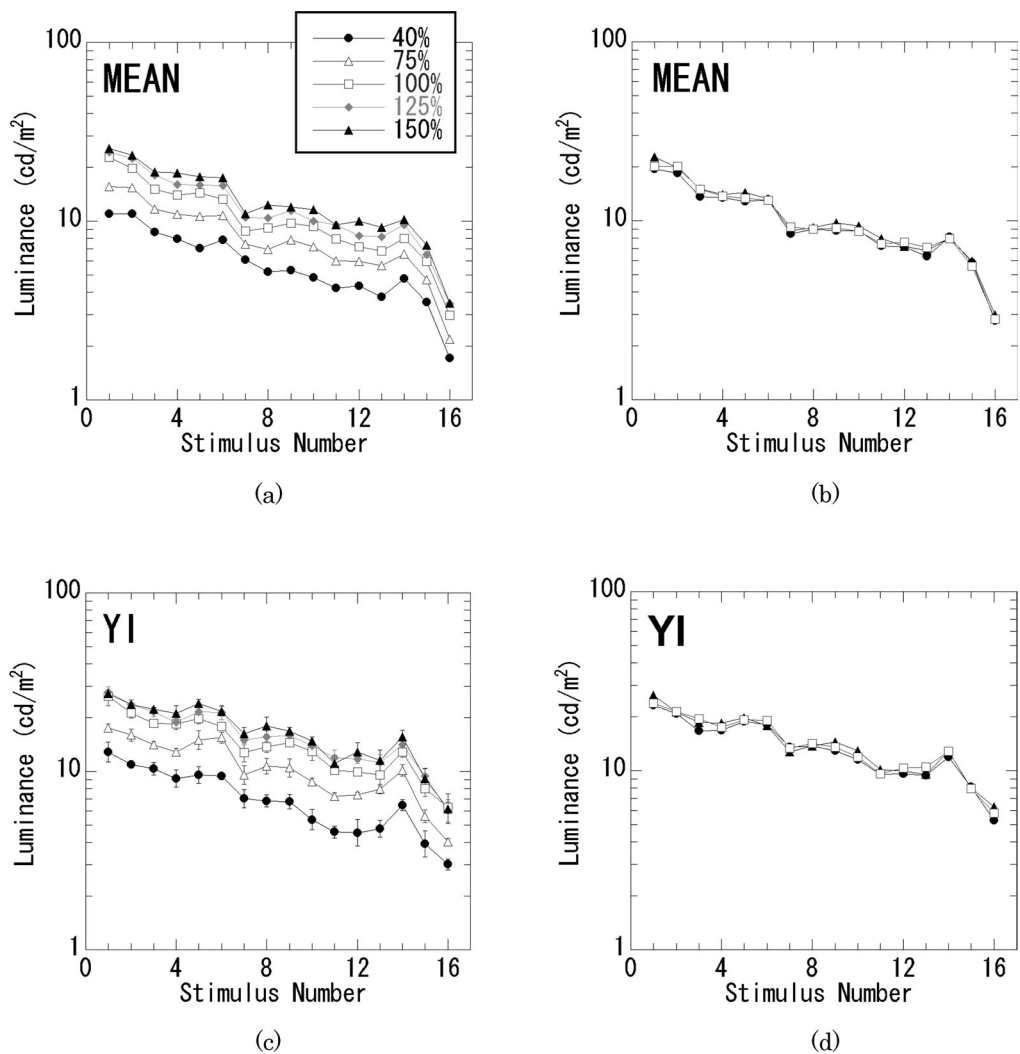 40%
75%
100%
125%
150%
100
MEAN
10
1
Luminance (cd/m²)
0 4 8 12 16
Stimulus Number
(a)
100
MEAN
10
1
Luminance (cd/m²)
0 4 8 12 16
Stimulus Number
(b)
100
YI
10
1
Luminance (cd/m²)
0 4 8 12 16
Stimulus Number
(c)
100
YI
10
1
Luminance (cd/m²)
0 4 8 12 16
Stimulus Number
(d)